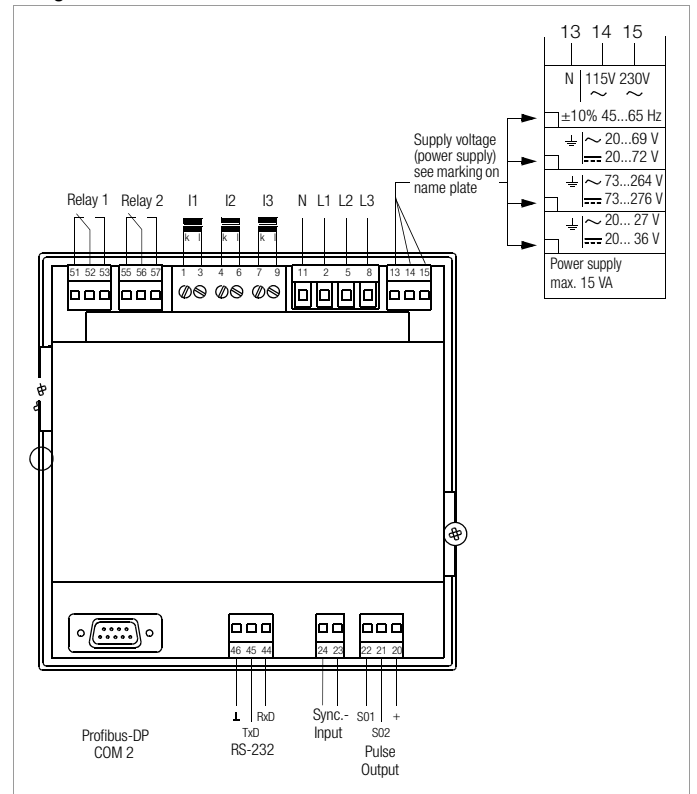 13 14 15
N 115V 230V
∼ ∼
±10% 45...65 Hz
∼ 20...69 V
20...72 V
∼ 73...264 V
73...276 V
∼ 20... 27 V
20... 36 V
Power supply
max. 15 VA
Supply voltage
(power supply)
see marking on
name plate
Relay 1 Relay 2 I1 I2 I3 N L1 L2 L3
k l k l k l
51 52 53 55 56 57 1 3 4 6 7 9 11 2 5 8 13 14 15
46 45 44 24 23 22 21 20
RxD
TxD
RS-232
Sync.-
Input
S01 +
S02
Pulse
Output
Profibus-DP
COM 2